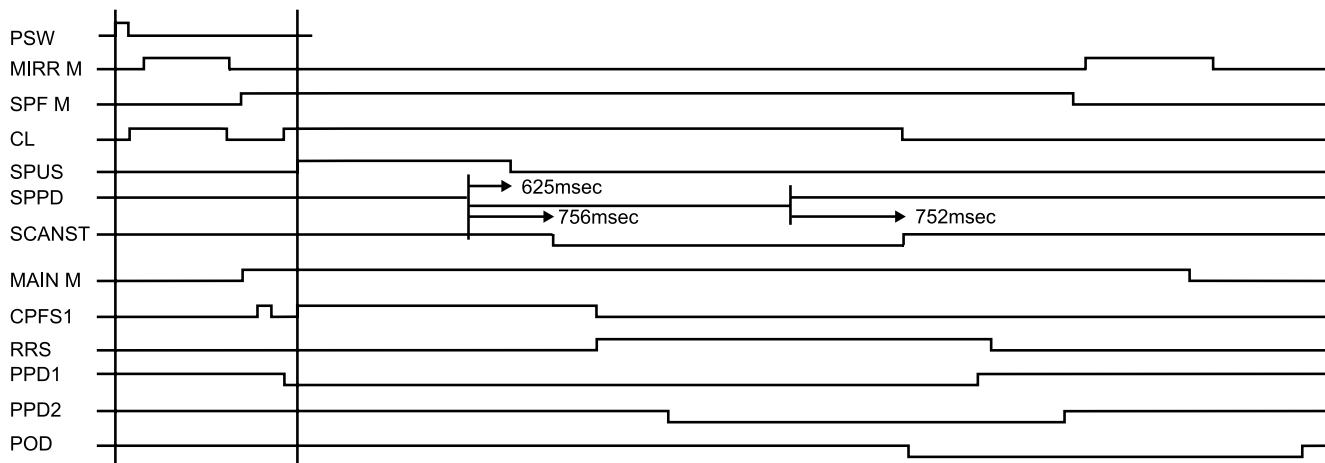 PSW
MIRR M
SPF M
CL
SPUS
SPPD
625msec
756msec
752msec
SCANST
MAIN M
CPFS1
RRS
PPD1
PPD2
POD